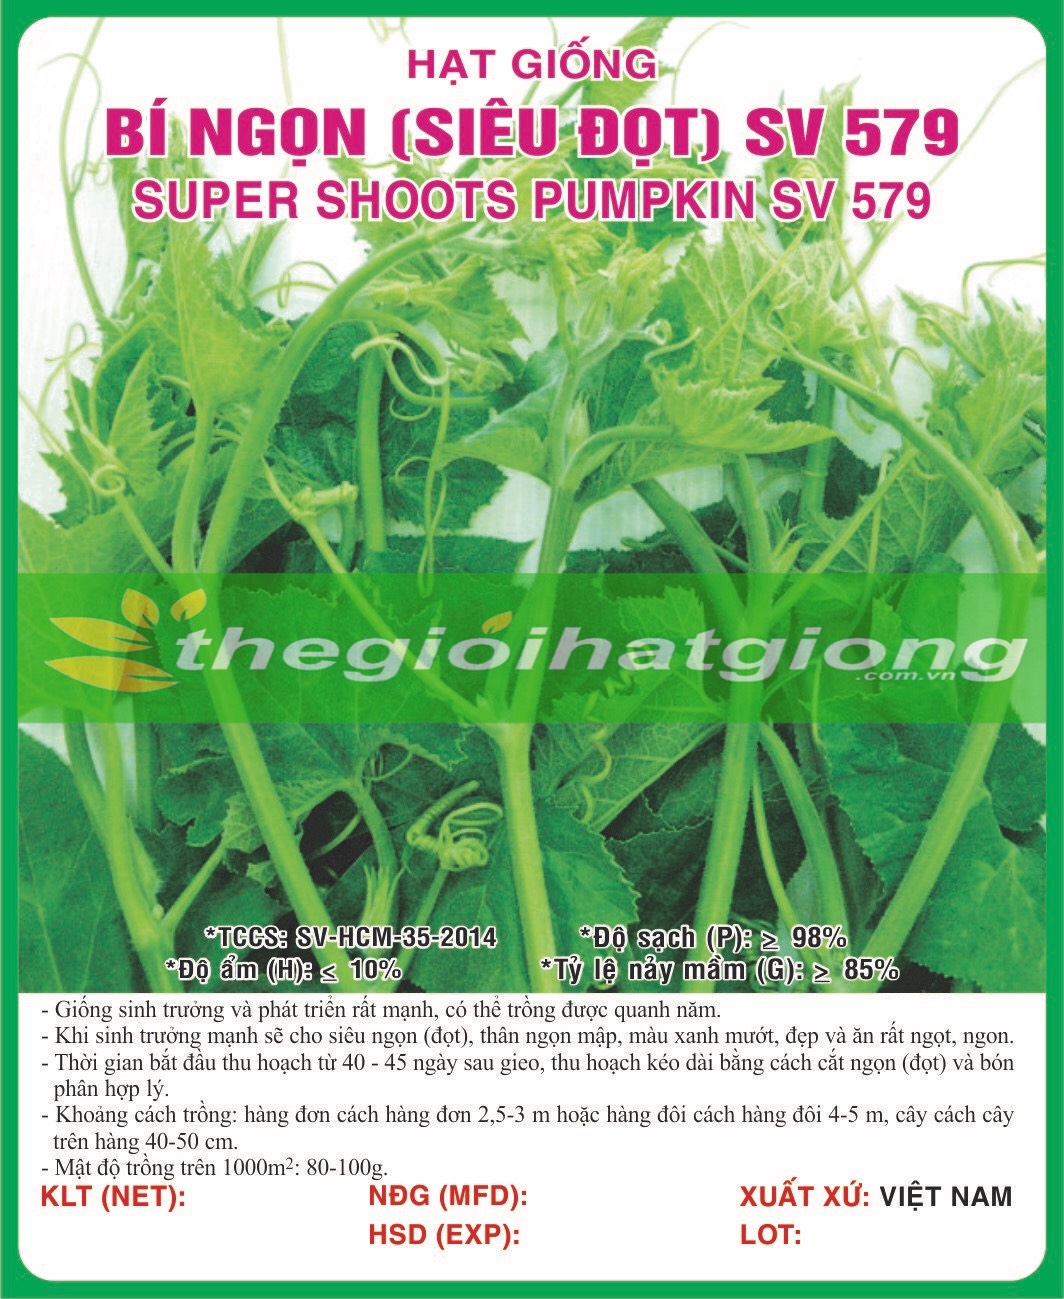 HẠT GIỐNG
BÍ NGỌN (SIÊU ĐỌT) SV 579
SUPER SHOOTS PUMPKIN SV 579
thegioihatgiong
.com.vn
*TCCS: SV-HCM-35-2014 *Độ sạch (P): ≥ 98%
*Độ ẩm (H): ≤ 10% *Tỷ lệ nảy mầm (G): ≥ 85%
- Giống sinh trưởng và phát triển rất mạnh, có thể trồng được quanh năm.
- Khi sinh trưởng mạnh sẽ cho siêu ngọn (đọt), thân ngọn mập, màu xanh mướt, đẹp và ăn rất ngọt, ngon.
- Thời gian bắt đầu thu hoạch từ 40 - 45 ngày sau gieo, thu hoạch kéo dài bằng cách cắt ngọn (đọt) và bón
phân hợp lý.
- Khoảng cách trồng: hàng đơn cách hàng đơn 2,5-3 m hoặc hàng đôi cách hàng đôi 4-5 m, cây cách cây
trên hàng 40-50 cm.
- Mật độ trồng trên 1000m²: 80-100g.
KLT (NET): NĐG (MFD): XUẤT XỨ: VIỆT NAM
HSD (EXP): LOT: